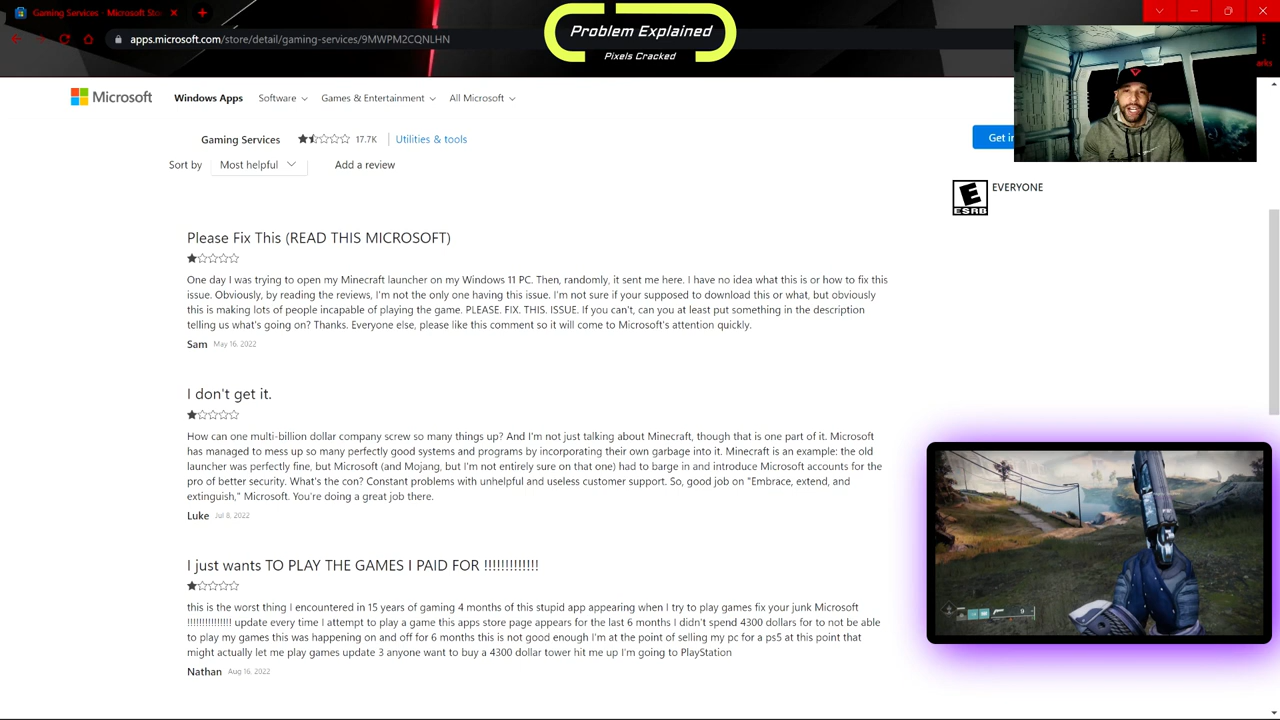 Gaming Services - Microsoft Sto
Problem Explained
Pixels Cracked
apps.microsoft.com/store/detail/gaming-services/9MWPM2CQNLHN
arks
Microsoft
Windows Apps
Software
Games & Entertainment
All Microsoft
Gaming Services
17.7K
Utilities & tools
Get in
Sort by
Most helpful
Add a review
E
ESRB
EVERYONE
Please Fix This (READ THIS MICROSOFT)
One day I was trying to open my Minecraft launcher on my Windows 11 PC. Then, randomly, it sent me here. I have no idea what this is or how to fix this
issue. Obviously, by reading the reviews, I'm not the only one having this issue. I'm not sure if your supposed to download this or what, but obviously
this is making lots of people incapable of playing the game. PLEASE. FIX. THIS. ISSUE. If you can't, can you at least put something in the description
telling us what's going on? Thanks. Everyone else, please like this comment so it will come to Microsoft's attention quickly.
Sam May 16, 2022
I don't get it.
How can one multi-billion dollar company screw so many things up? And I'm not just talking about Minecraft, though that is one part of it. Microsoft
has managed to mess up so many perfectly good systems and programs by incorporating their own garbage into it. Minecraft is an example: the old
launcher was perfectly fine, but Microsoft (and Mojang, but I'm not entirely sure on that one) had to barge in and introduce Microsoft accounts for the
pro of better security. What's the con? Constant problems with unhelpful and useless customer support. So, good job on "Embrace, extend, and
extinguish," Microsoft. You're doing a great job there.
Luke Jul 8, 2022
I just wants TO PLAY THE GAMES I PAID FOR !!!!!!!!!!!!!
this is the worst thing I encountered in 15 years of gaming 4 months of this stupid app appearing when I try to play games fix your junk Microsoft
!!!!!!!!!!!!!!! update every time I attempt to play a game this apps store page appears for the last 6 months I didn't spend 4300 dollars for to not be able
to play my games this was happening on and off for 6 months this is not good enough I'm at the point of selling my pc for a ps5 at this point that
might actually let me play games update 3 anyone want to buy a 4300 dollar tower hit me up I'm going to PlayStation
Nathan Aug 16, 2022
9